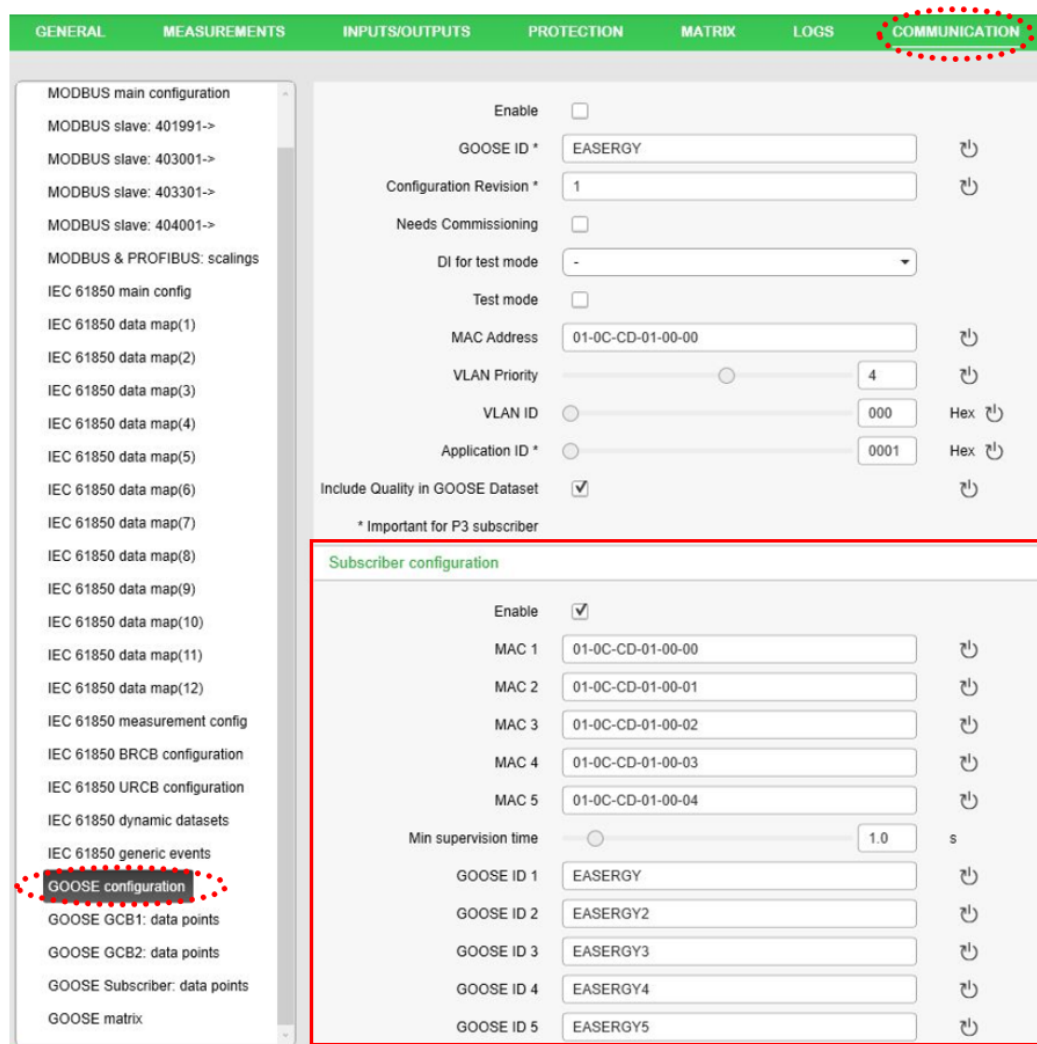 GENERAL MEASUREMENTS INPUTS/OUTPUTS PROTECTION MATRIX LOGS COMMUNICATION
MODBUS main configuration
MODBUS slave: 401991->
MODBUS slave: 403001->
MODBUS slave: 403301->
MODBUS slave: 404001->
MODBUS & PROFIBUS: scalings
IEC 61850 main config
IEC 61850 data map(1)
IEC 61850 data map(2)
IEC 61850 data map(3)
IEC 61850 data map(4)
IEC 61850 data map(5)
IEC 61850 data map(6)
IEC 61850 data map(7)
IEC 61850 data map(8)
IEC 61850 data map(9)
IEC 61850 data map(10)
IEC 61850 data map(11)
IEC 61850 data map(12)
IEC 61850 measurement config
IEC 61850 BRCB configuration
IEC 61850 URCB configuration
IEC 61850 dynamic datasets
IEC 61850 generic events
GOOSE configuration
GOOSE GCB1: data points
GOOSE GCB2: data points
GOOSE Subscriber: data points
GOOSE matrix
Enable
GOOSE ID * EASERGY
Configuration Revision * 1
Needs Commissioning
DI for test mode -
Test mode
MAC Address 01-0C-CD-01-00-00
VLAN Priority 4
VLAN ID 000 Hex
Application ID * 0001 Hex
Include Quality in GOOSE Dataset
* Important for P3 subscriber
Subscriber configuration
Enable
MAC 1 01-0C-CD-01-00-00
MAC 2 01-0C-CD-01-00-01
MAC 3 01-0C-CD-01-00-02
MAC 4 01-0C-CD-01-00-03
MAC 5 01-0C-CD-01-00-04
Min supervision time 1.0 s
GOOSE ID 1 EASERGY
GOOSE ID 2 EASERGY2
GOOSE ID 3 EASERGY3
GOOSE ID 4 EASERGY4
GOOSE ID 5 EASERGY5